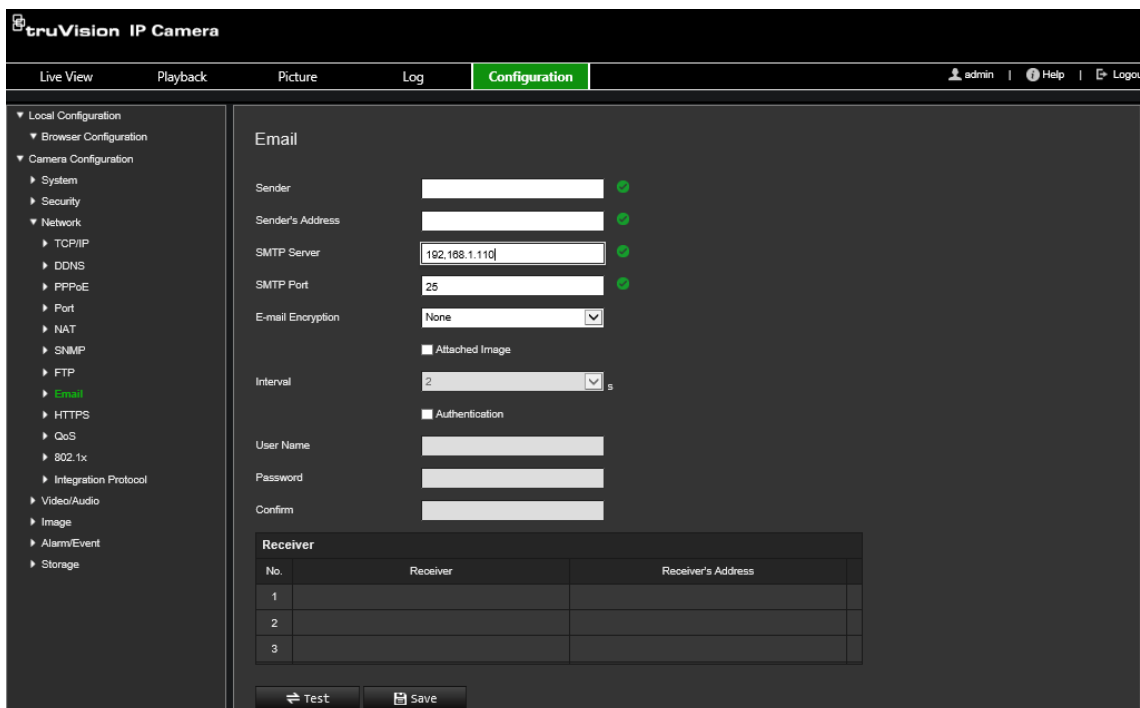 truVision IP Camera
Live View Playback Picture Log Configuration admin | Help | Logou
Local Configuration
Browser Configuration
Camera Configuration
System
Security
Network
TCP/IP
DDNS
PPPoE
Port
NAT
SNMP
FTP
Email
HTTPS
QoS
802.1x
Integration Protocol
Video/Audio
Image
Alarm/Event
Storage
Email
Sender
Sender's Address
SMTP Server 192.168.1.110
SMTP Port 25
E-mail Encryption None
Attached Image
Interval 2 s
Authentication
User Name
Password
Confirm
Receiver
No. Receiver Receiver's Address
1
2
3
Test Save